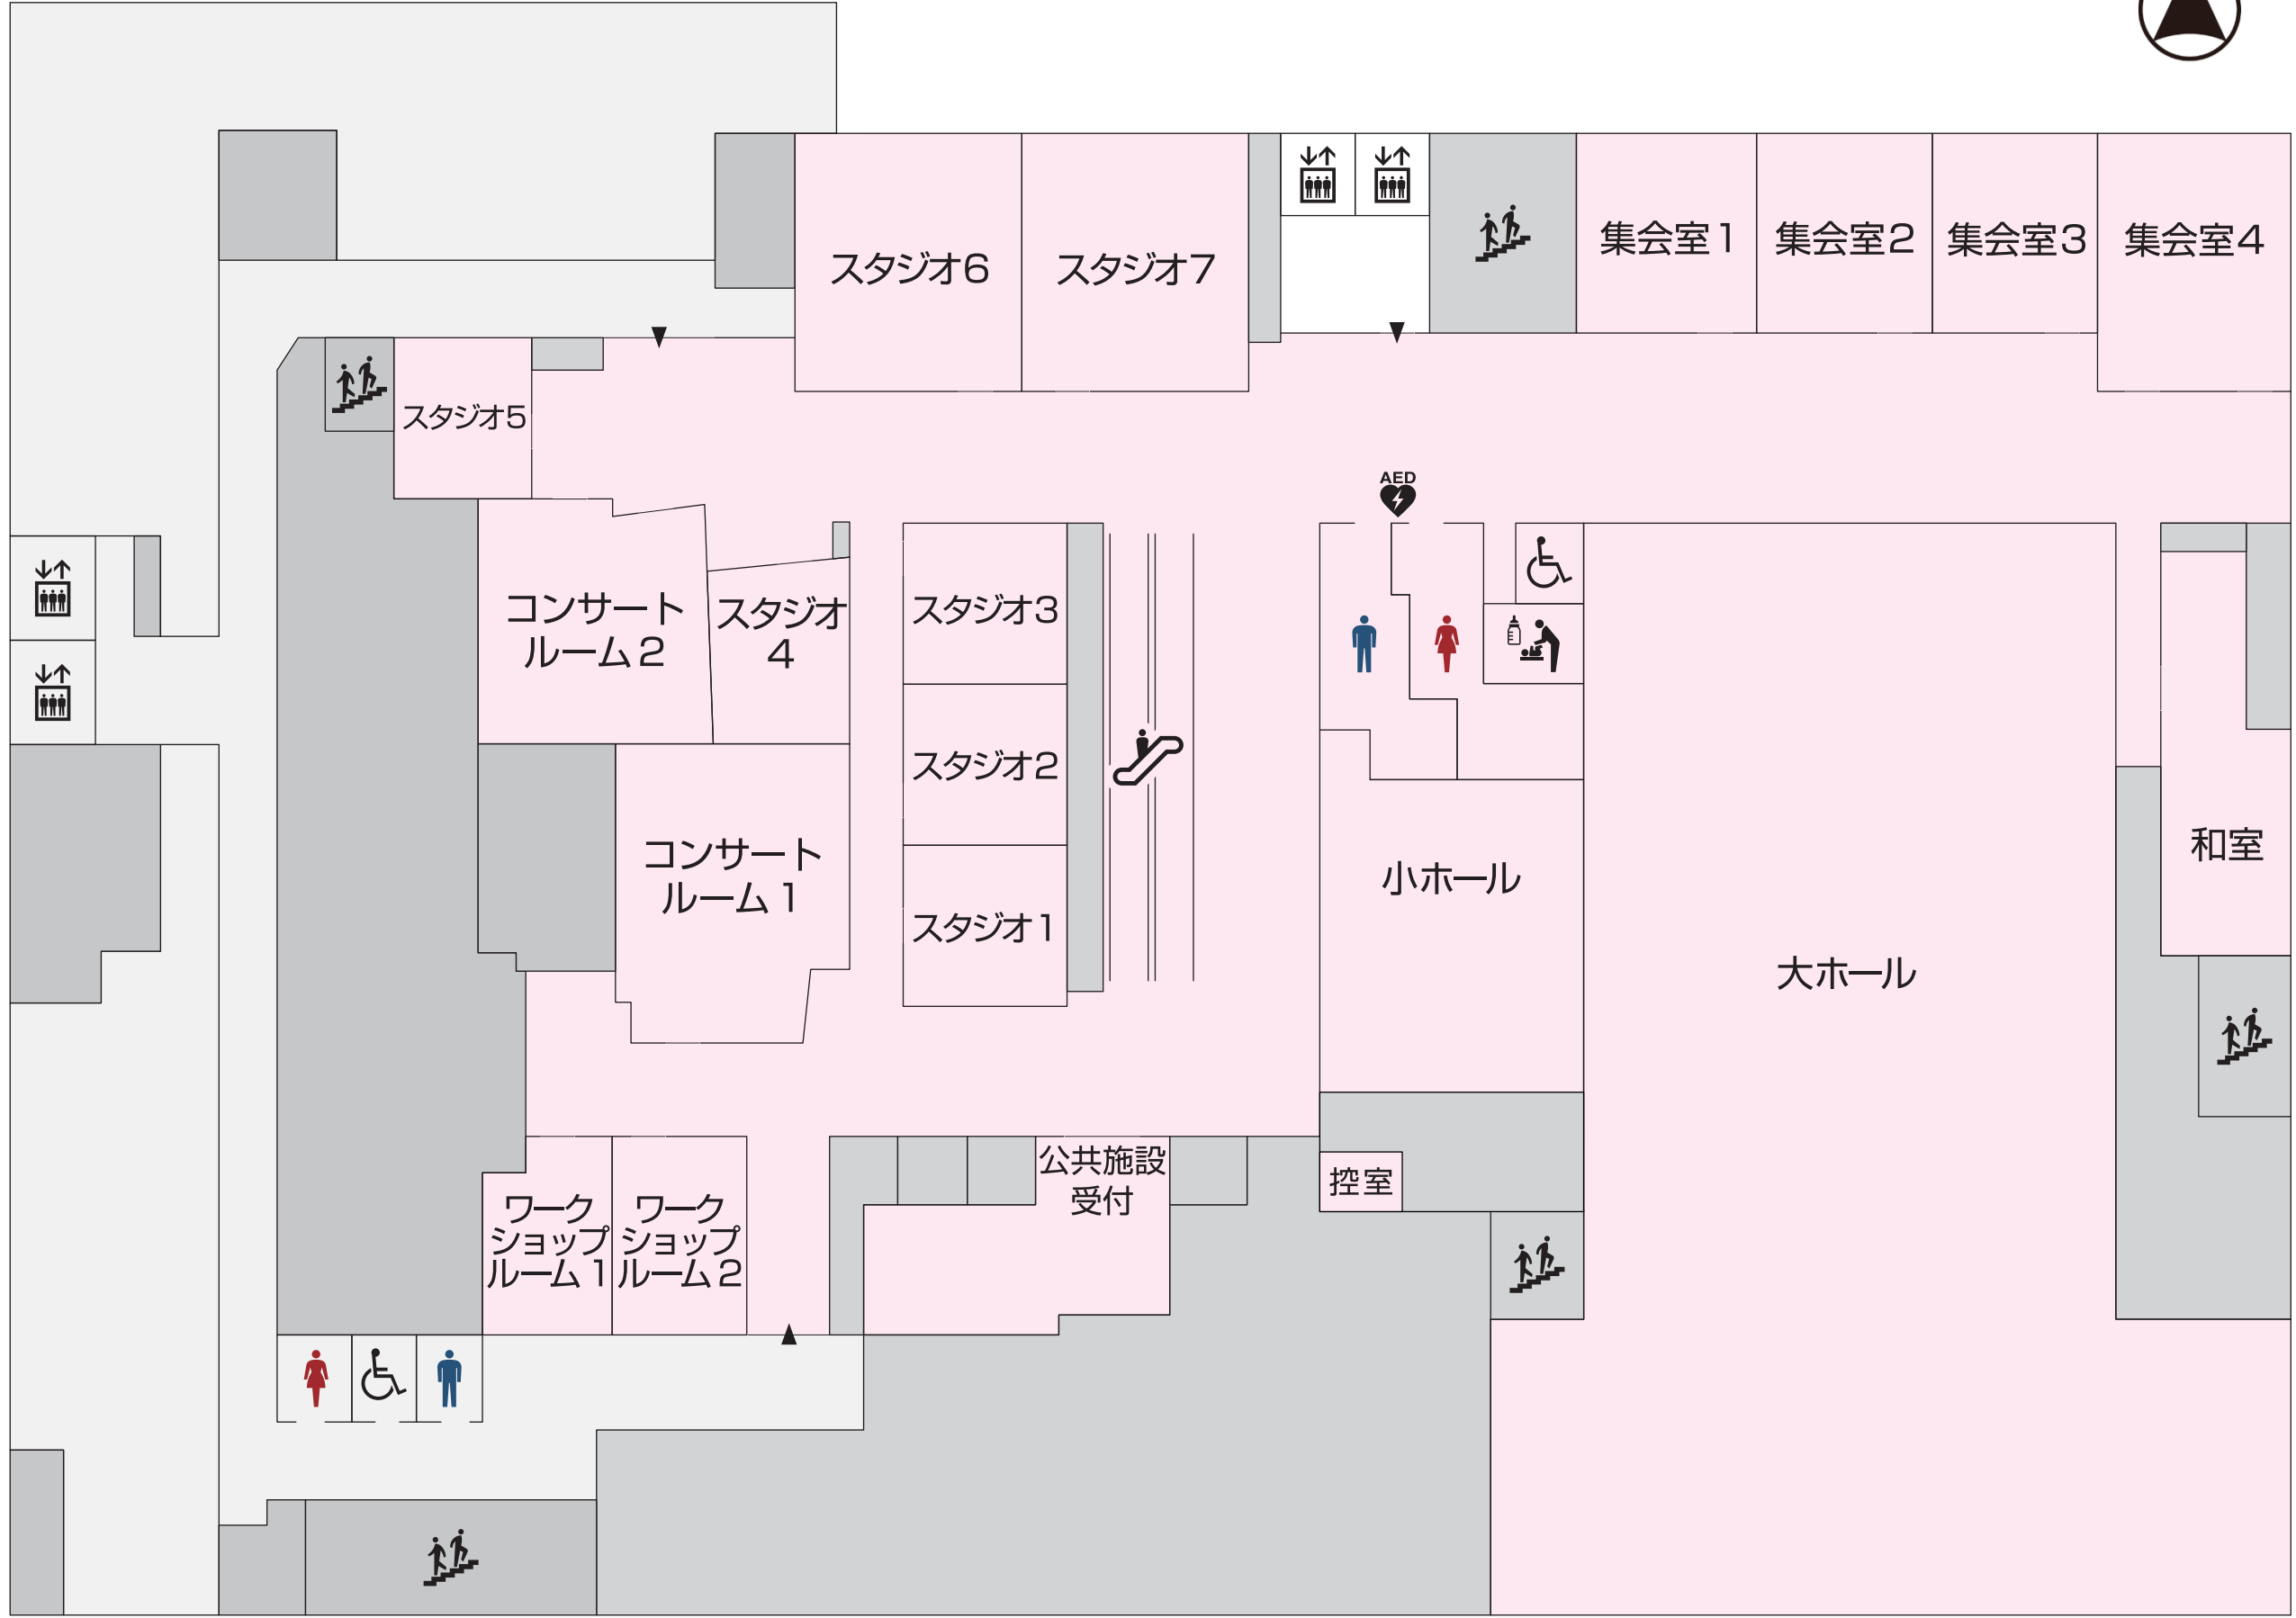 スタジオ6
スタジオ7
集会室1
集会室2
集会室3
集会室4
スタジオ5
AED
コンサート
ルーム2
スタジオ
4
スタジオ3
スタジオ2
スタジオ1
コンサート
ルーム1
小ホール
大ホール
和室
ワーク
ショップ
ルーム1
ワーク
ショップ
ルーム2
公共施設
受付
控室